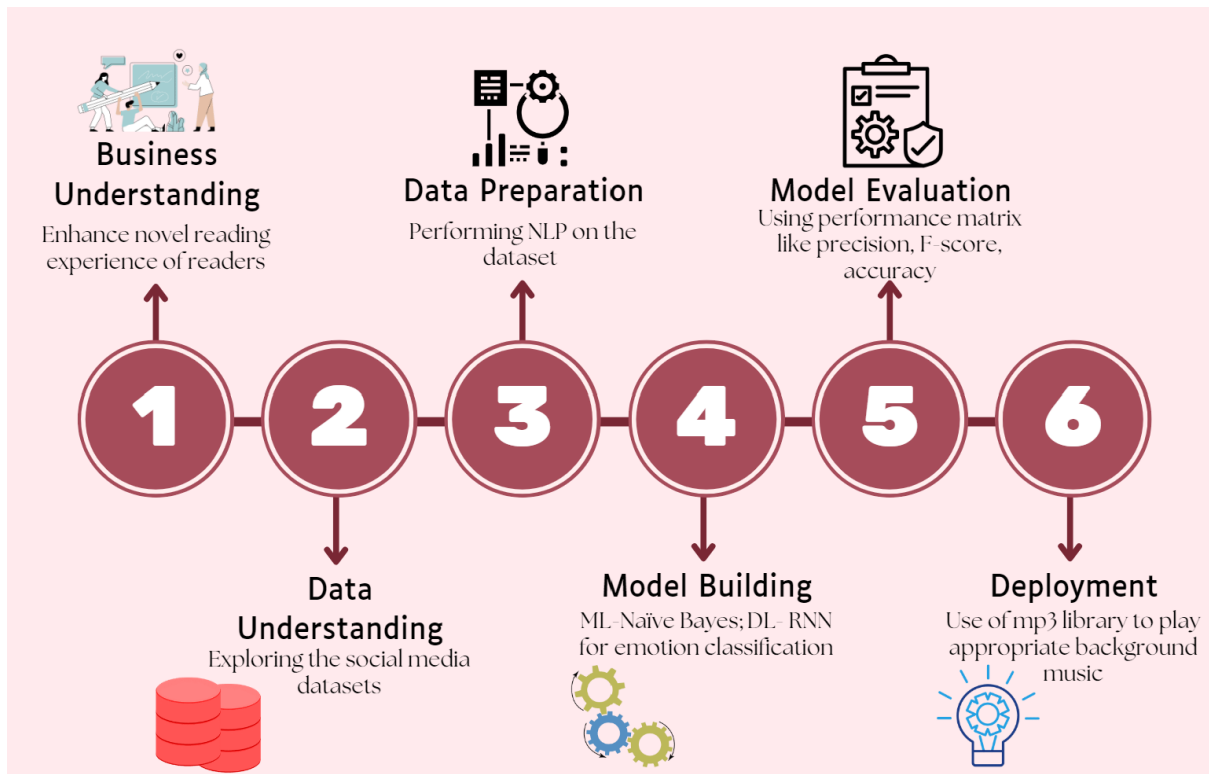 Business
Understanding
Enhance novel reading
experience of readers
Data Preparation
Performing NLP on the
dataset
Model Evaluation
Using performance matrix
like precision, F-score,
accuracy
1
2
3
4
5
6
Data
Understanding
Exploring the social media
datasets
Model Building
ML-Naïve Bayes; DL- RNN
for emotion classification
Deployment
Use of mp3 library to play
appropriate background
music